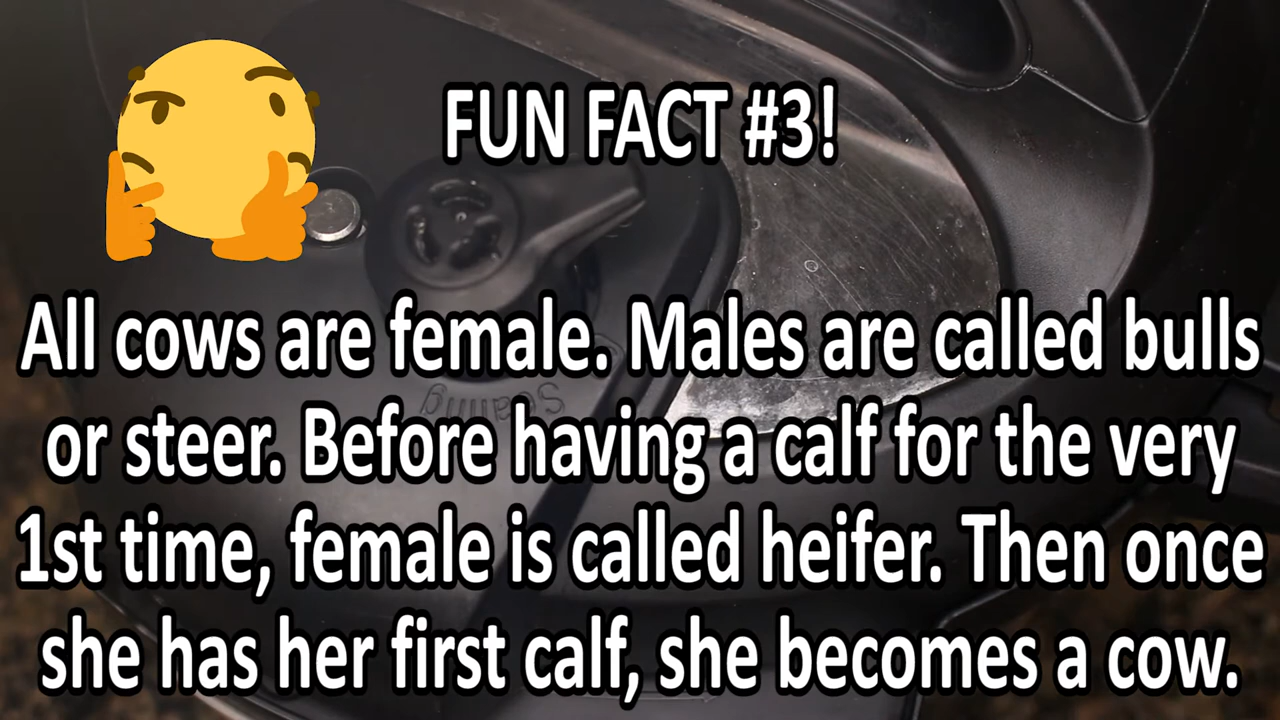 FUN FACT #3!
All cows are female. Males are called bulls
or steer. Before having a calf for the very
1st time, female is called heifer. Then once
she has her first calf, she becomes a cow.